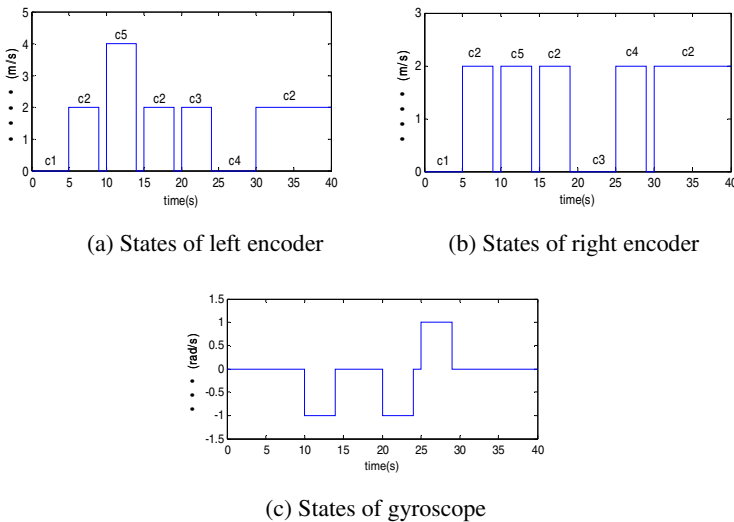 5
4
3
2
1
0
c1
c2
c5
c2
c3
c4
c2
0 5 10 15 20 25 30 35 40
time(s)
• • • • (m/s)
(a) States of left encoder
3
2
1
0
c1
c2
c5
c2
c3
c4
c2
0 5 10 15 20 25 30 35 40
time(s)
• • • • (m/s)
(b) States of right encoder
1.5
1
0.5
0
-0.5
-1
-1.5
0 5 10 15 20 25 30 35 40
time(s)
• • • • (rad/s)
(c) States of gyroscope